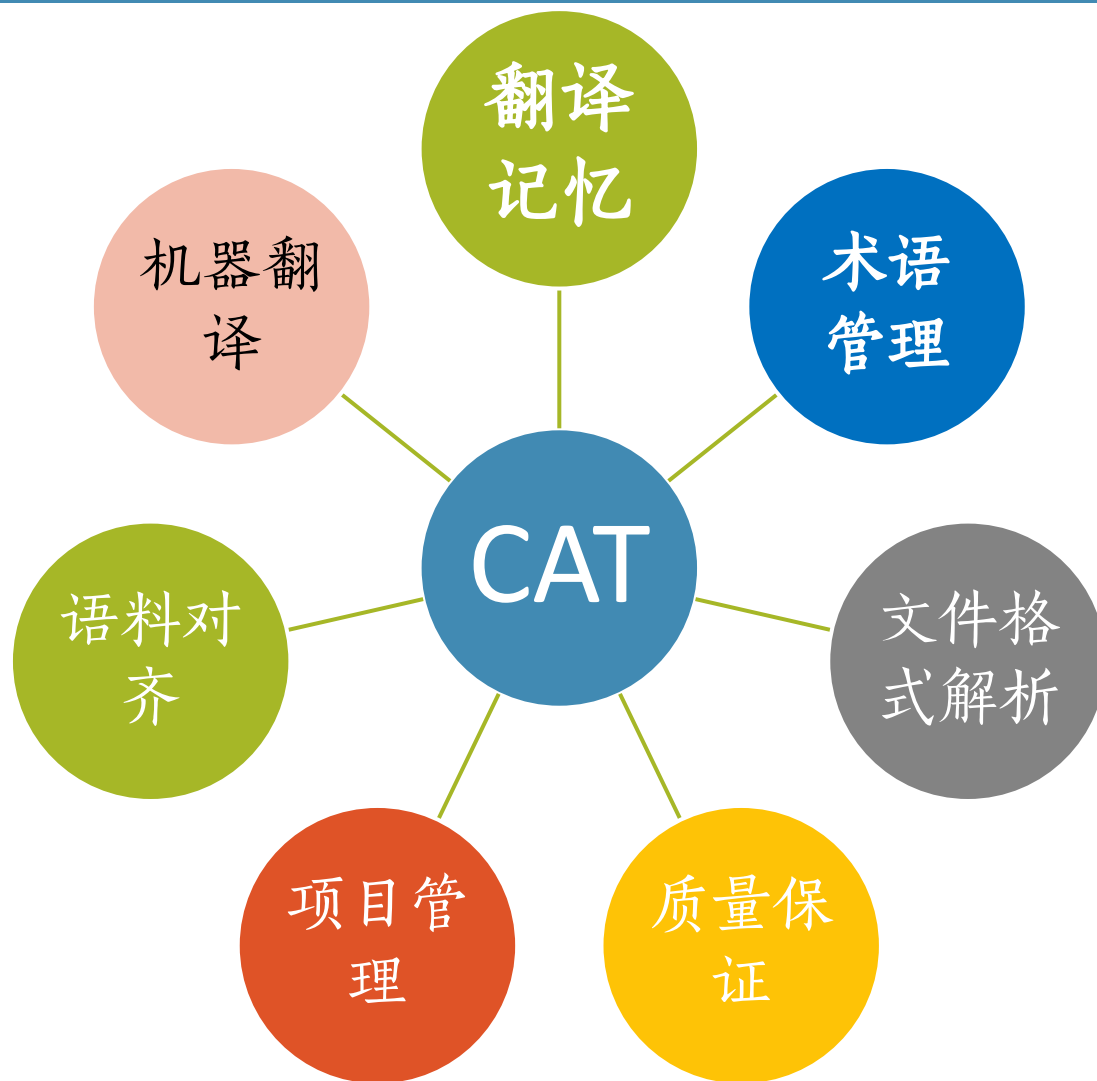 翻译
记忆
术语
管理
机器翻
译
CAT
语料对
齐
文件格
式解析
项目管
理
质量保
证